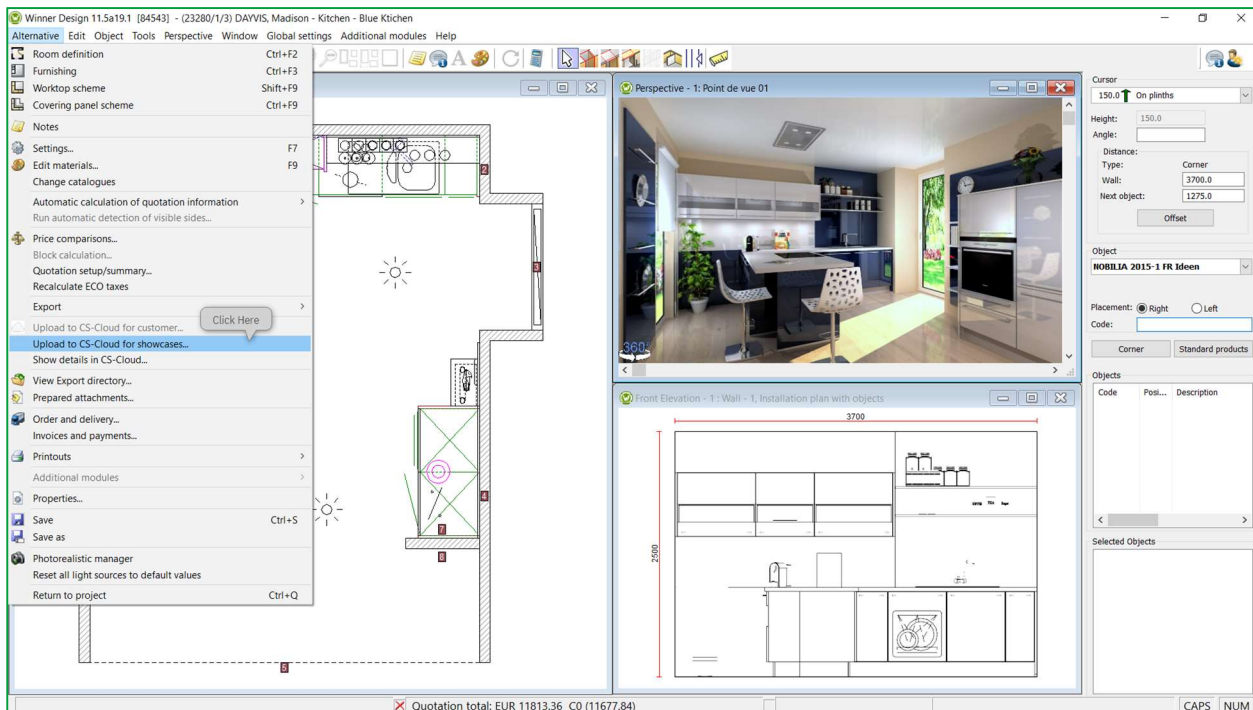 Winner Design 11.5a19.1 [84543] - (23280/1/3) DAYVIS, Madison - Kitchen - Blue Ktichen
Alternative Edit Object Tools Perspective Window Global settings Additional modules Help
Room definition Ctrl+F2
Furnishing Ctrl+F3
Worktop scheme Shift+F9
Covering panel scheme Ctrl+F9
Notes
Settings... F7
Edit materials... F9
Change catalogues
Automatic calculation of quotation information
Run automatic detection of visible sides...
Price comparisons...
Block calculation...
Quotation setup/summary...
Recalculate ECO taxes
Export
Upload to CS-Cloud for customer...
Click Here
Upload to CS-Cloud for showcases...
Show details in CS-Cloud...
View Export directory...
Prepared attachments...
Order and delivery...
Invoices and payments...
Printouts
Additional modules
Properties...
Save Ctrl+S
Save as
Photorealistic manager
Reset all light sources to default values
Return to project Ctrl+Q
2
3
4
7
8
5
Perspective - 1: Point de vue 01
360°
Front Elevation - 1 : Wall - 1, Installation plan with objects
3700
2500
Cursor
150.0 On plinths
Height: 150.0
Angle:
Distance:
Type: Corner
Wall: 3700.0
Next object: 1275.0
Offset
Object
NOBILIA 2015-1 FR Ideen
Placement: Right Left
Code:
Corner Standard products
Objects
Code Posi... Description
Selected Objects
Quotation total: EUR 11813,36 C0 (11677,84)
CAPS NUM